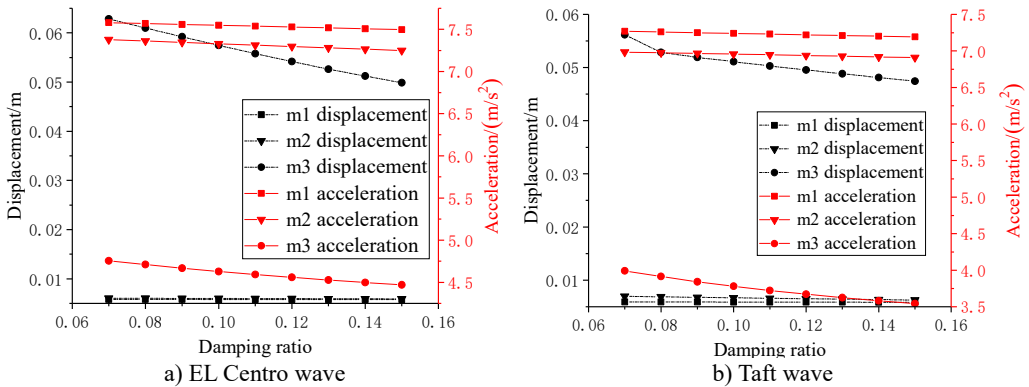 0.06
0.05
0.04
0.03
0.02
0.01
Displacement/m
7.5
7.0
6.5
6.0
5.5
5.0
4.5
Acceleration/(m/s²)
m1 displacement
m2 displacement
m3 displacement
m1 acceleration
m2 acceleration
m3 acceleration
0.06 0.08 0.10 0.12 0.14 0.16
Damping ratio
a) EL Centro wave
0.06
0.05
0.04
0.03
0.02
0.01
Displacement/m
7.5
7.0
6.5
6.0
5.5
5.0
4.5
4.0
3.5
Acceleration/(m/s²)
m1 displacement
m2 displacement
m3 displacement
m1 acceleration
m2 acceleration
m3 acceleration
0.06 0.08 0.10 0.12 0.14 0.16
Damping ratio
b) Taft wave